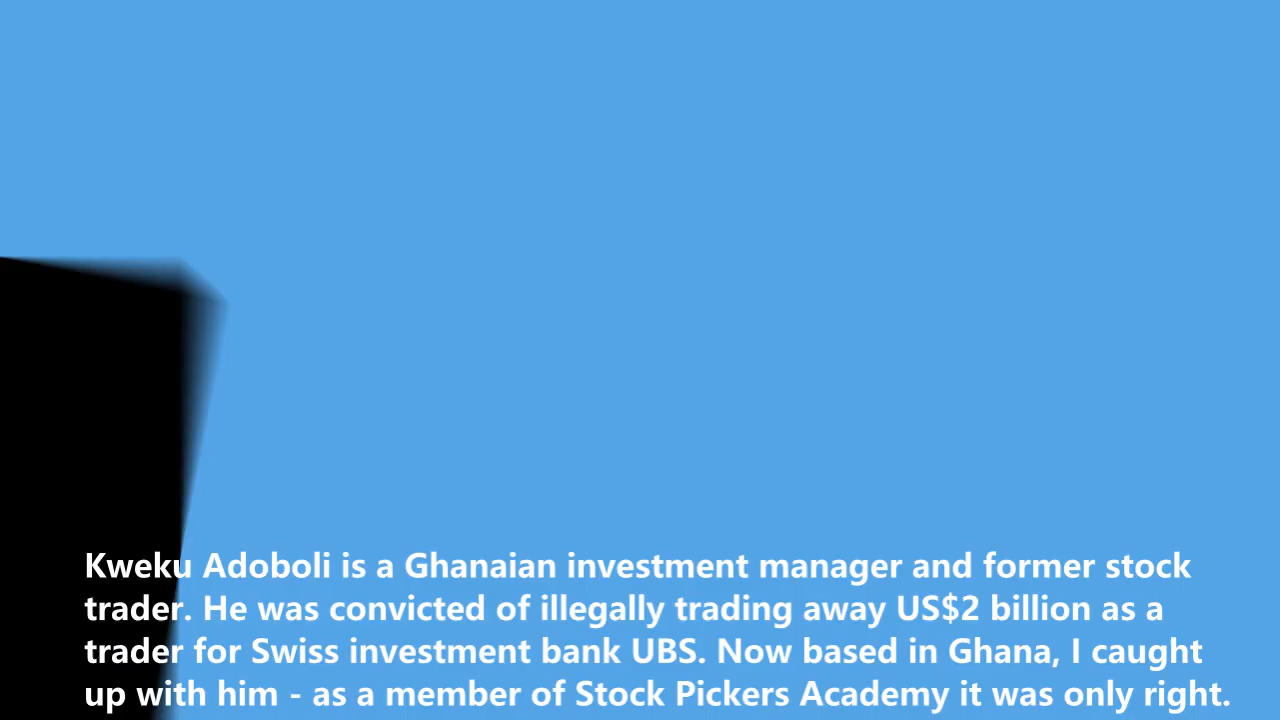 Kweku Adoboli is a Ghanaian investment manager and former stock
trader. He was convicted of illegally trading away US$2 billion as a
trader for Swiss investment bank UBS. Now based in Ghana, I caught
up with him - as a member of Stock Pickers Academy it was only right.